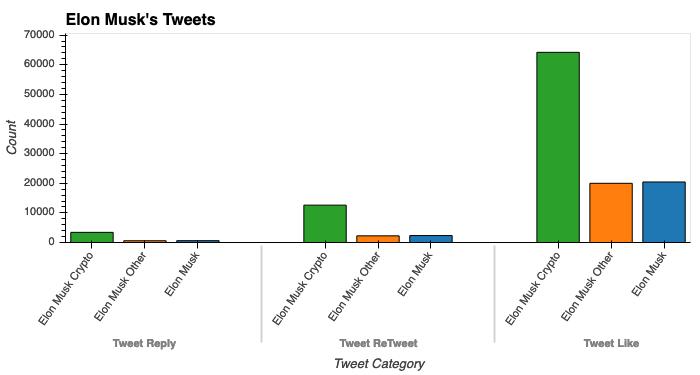 Elon Musk's Tweets
70000
60000
50000
40000
30000
20000
10000
0
Count
Elon Musk Crypto
Elon Musk Other
Elon Musk
Elon Musk Crypto
Elon Musk Other
Elon Musk
Elon Musk Crypto
Elon Musk Other
Elon Musk
Tweet Reply
Tweet ReTweet
Tweet Like
Tweet Category